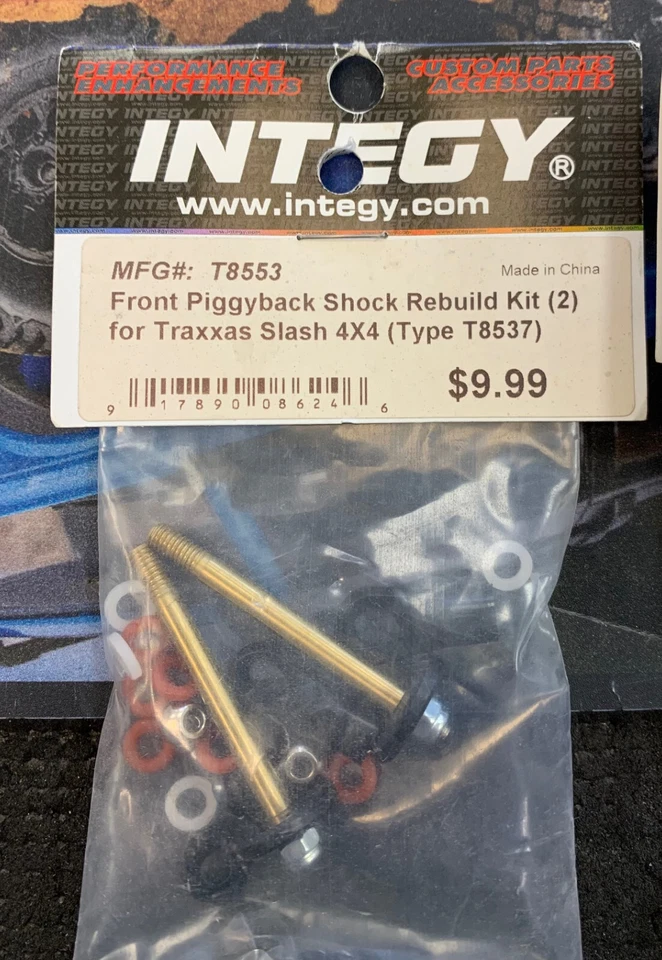 PERFORMANCE ENHANCEMENTS
CUSTOM PARTS ACCESSORIES
INTEGY®
www.integy.com
MFG#: T8553
Made in China
Front Piggyback Shock Rebuild Kit (2)
for Traxxas Slash 4X4 (Type T8537)
$9.99
9 17890 08624 6